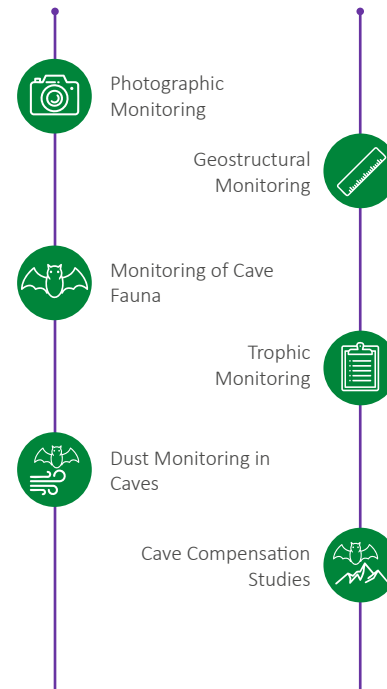 Photographic
Monitoring
Geostructural
Monitoring
Monitoring of Cave
Fauna
Trophic
Monitoring
Dust Monitoring in
Caves
Cave Compensation
Studies